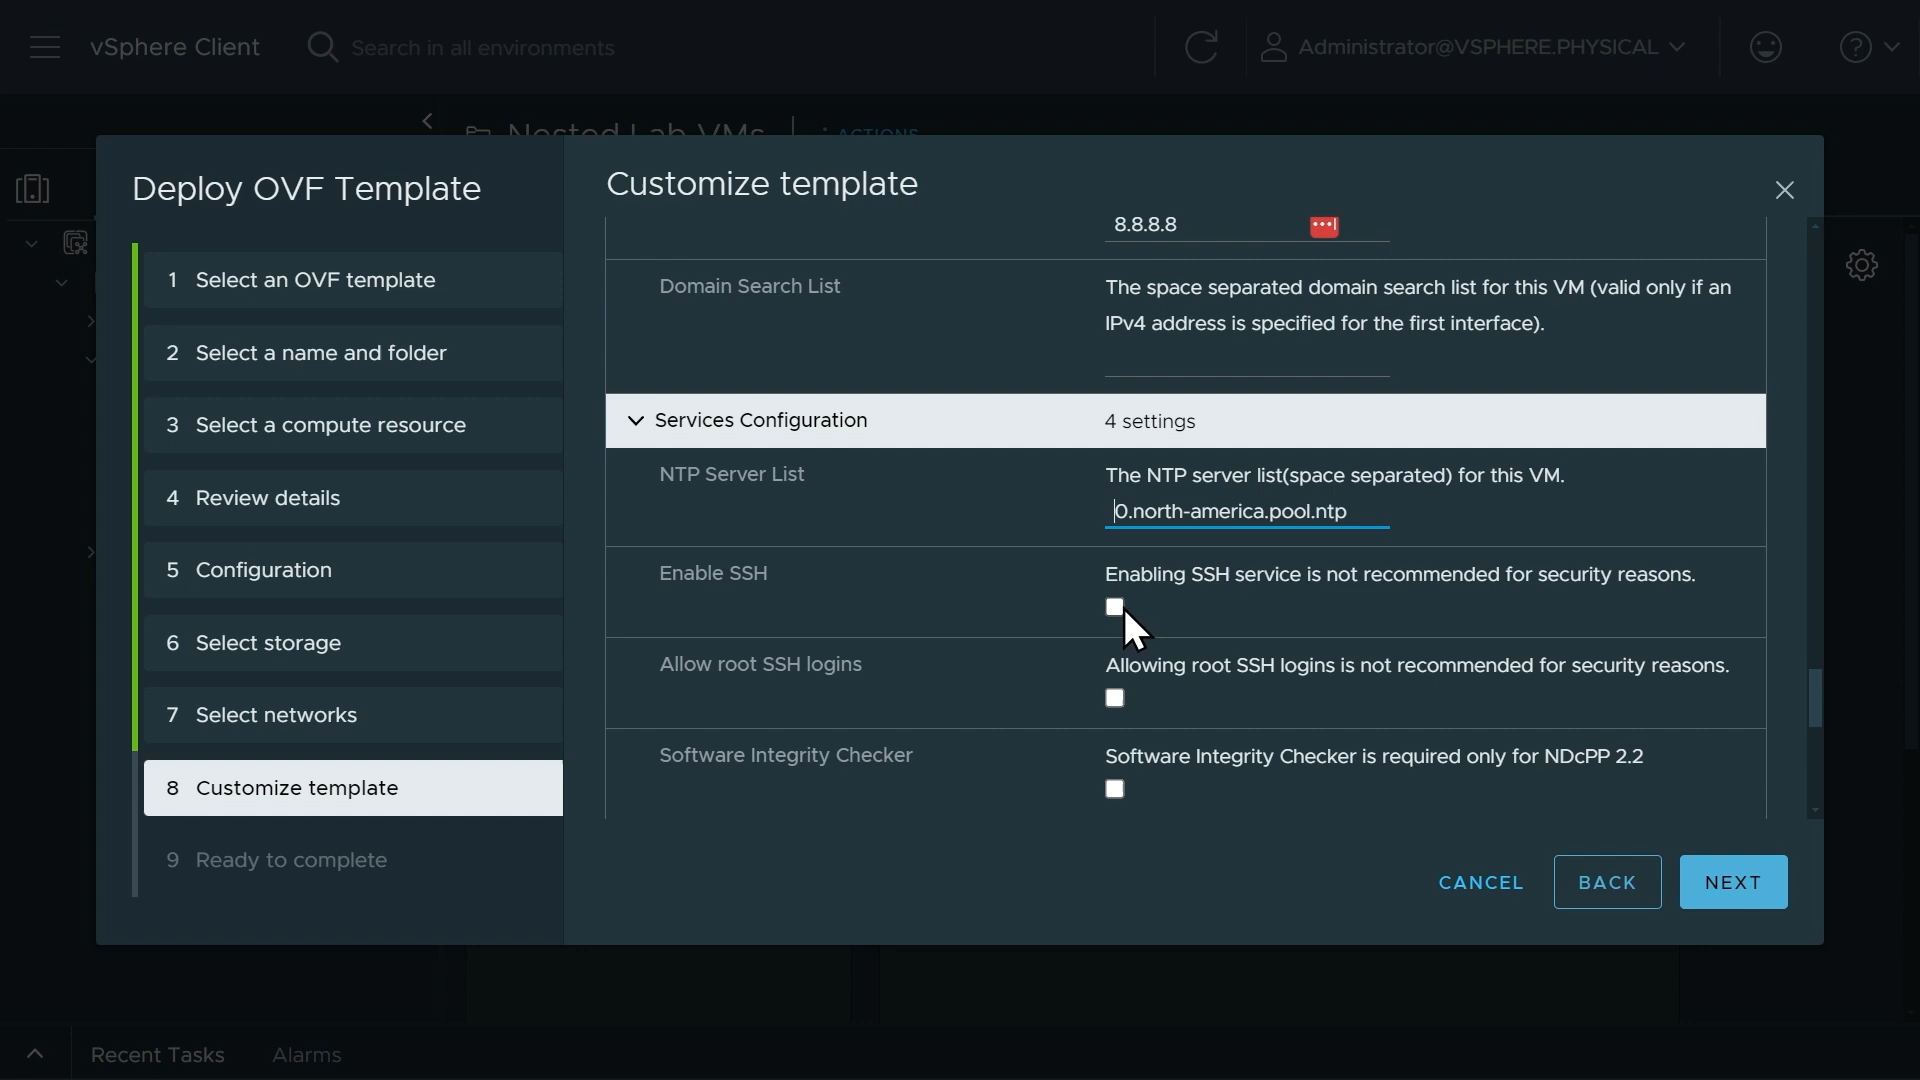 vSphere Client
Search in all environments
Administrator@VSPHERE.PHYSICAL
Nested Lab VMs
ACTIONS
Deploy OVF Template
1 Select an OVF template
2 Select a name and folder
3 Select a compute resource
4 Review details
5 Configuration
6 Select storage
7 Select networks
8 Customize template
9 Ready to complete
Customize template
8.8.8.8
Domain Search List
The space separated domain search list for this VM (valid only if an
IPv4 address is specified for the first interface).
Services Configuration
4 settings
NTP Server List
The NTP server list(space separated) for this VM.
0.north-america.pool.ntp
Enable SSH
Enabling SSH service is not recommended for security reasons.
Allow root SSH logins
Allowing root SSH logins is not recommended for security reasons.
Software Integrity Checker
Software Integrity Checker is required only for NDcPP 2.2
CANCEL
BACK
NEXT
Recent Tasks
Alarms